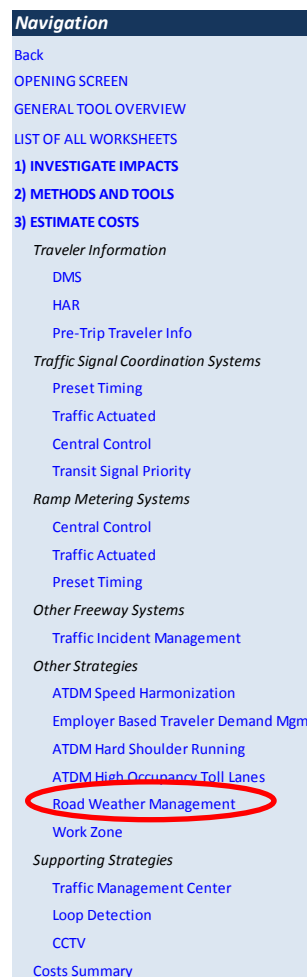 Navigation
Back
OPENING SCREEN
GENERAL TOOL OVERVIEW
LIST OF ALL WORKSHEETS
1) INVESTIGATE IMPACTS
2) METHODS AND TOOLS
3) ESTIMATE COSTS
Traveler Information
DMS
HAR
Pre-Trip Traveler Info
Traffic Signal Coordination Systems
Preset Timing
Traffic Actuated
Central Control
Transit Signal Priority
Ramp Metering Systems
Central Control
Traffic Actuated
Preset Timing
Other Freeway Systems
Traffic Incident Management
Other Strategies
ATDM Speed Harmonization
Employer Based Traveler Demand Mgm
ATDM Hard Shoulder Running
ATDM High Occupancy Toll Lanes
Road Weather Management
Work Zone
Supporting Strategies
Traffic Management Center
Loop Detection
CCTV
Costs Summary